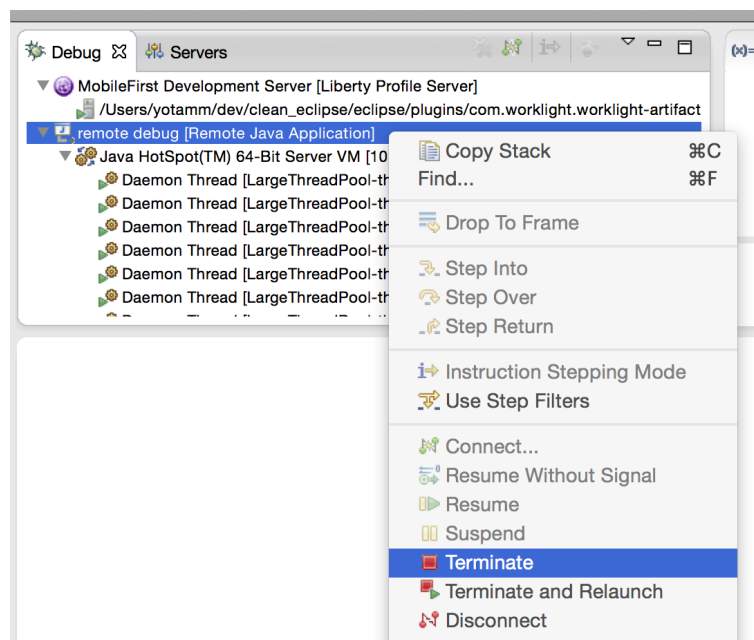 Debug Servers
(x)=
MobileFirst Development Server [Liberty Profile Server]
/Users/yotamm/dev/clean_eclipse/eclipse/plugins/com.worklight.worklight-artifact
remote debug [Remote Java Application]
Java HotSpot(TM) 64-Bit Server VM [10
Daemon Thread [LargeThreadPool-th
Daemon Thread [LargeThreadPool-th
Daemon Thread [LargeThreadPool-th
Daemon Thread [LargeThreadPool-th
Daemon Thread [LargeThreadPool-th
Daemon Thread [LargeThreadPool-th
Copy Stack ⌘C
Find... ⌘F
Drop To Frame
Step Into
Step Over
Step Return
Instruction Stepping Mode
Use Step Filters
Connect...
Resume Without Signal
Resume
Suspend
Terminate
Terminate and Relaunch
Disconnect